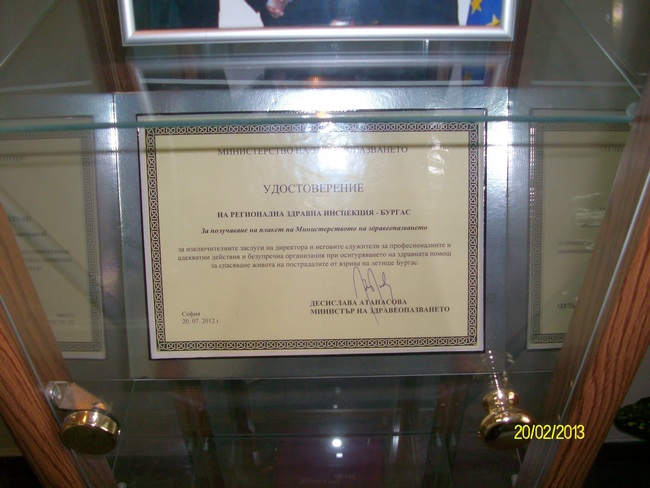 МИНИСТЕРСТВО НА ЗДРАВЕОПАЗВАНЕТО
УДОСТОВЕРЕНИЕ
НА РЕГИОНАЛНА ЗДРАВНА ИНСПЕКЦИЯ - БУРГАС
За получаване на плакет на Министерството на здравеопазването
за изключителните заслуги на директора и неговите служители за професионалните и
адекватни действия и безупречна организация при осигуряването на здравната помощ
за спасяване живота на пострадалите от взрива на летище Бургас.
ДЕСИСЛАВА АТАНАСОВА
МИНИСТЪР НА ЗДРАВЕОПАЗВАНЕТО
София
20. 07. 2012 г.
20/02/2013